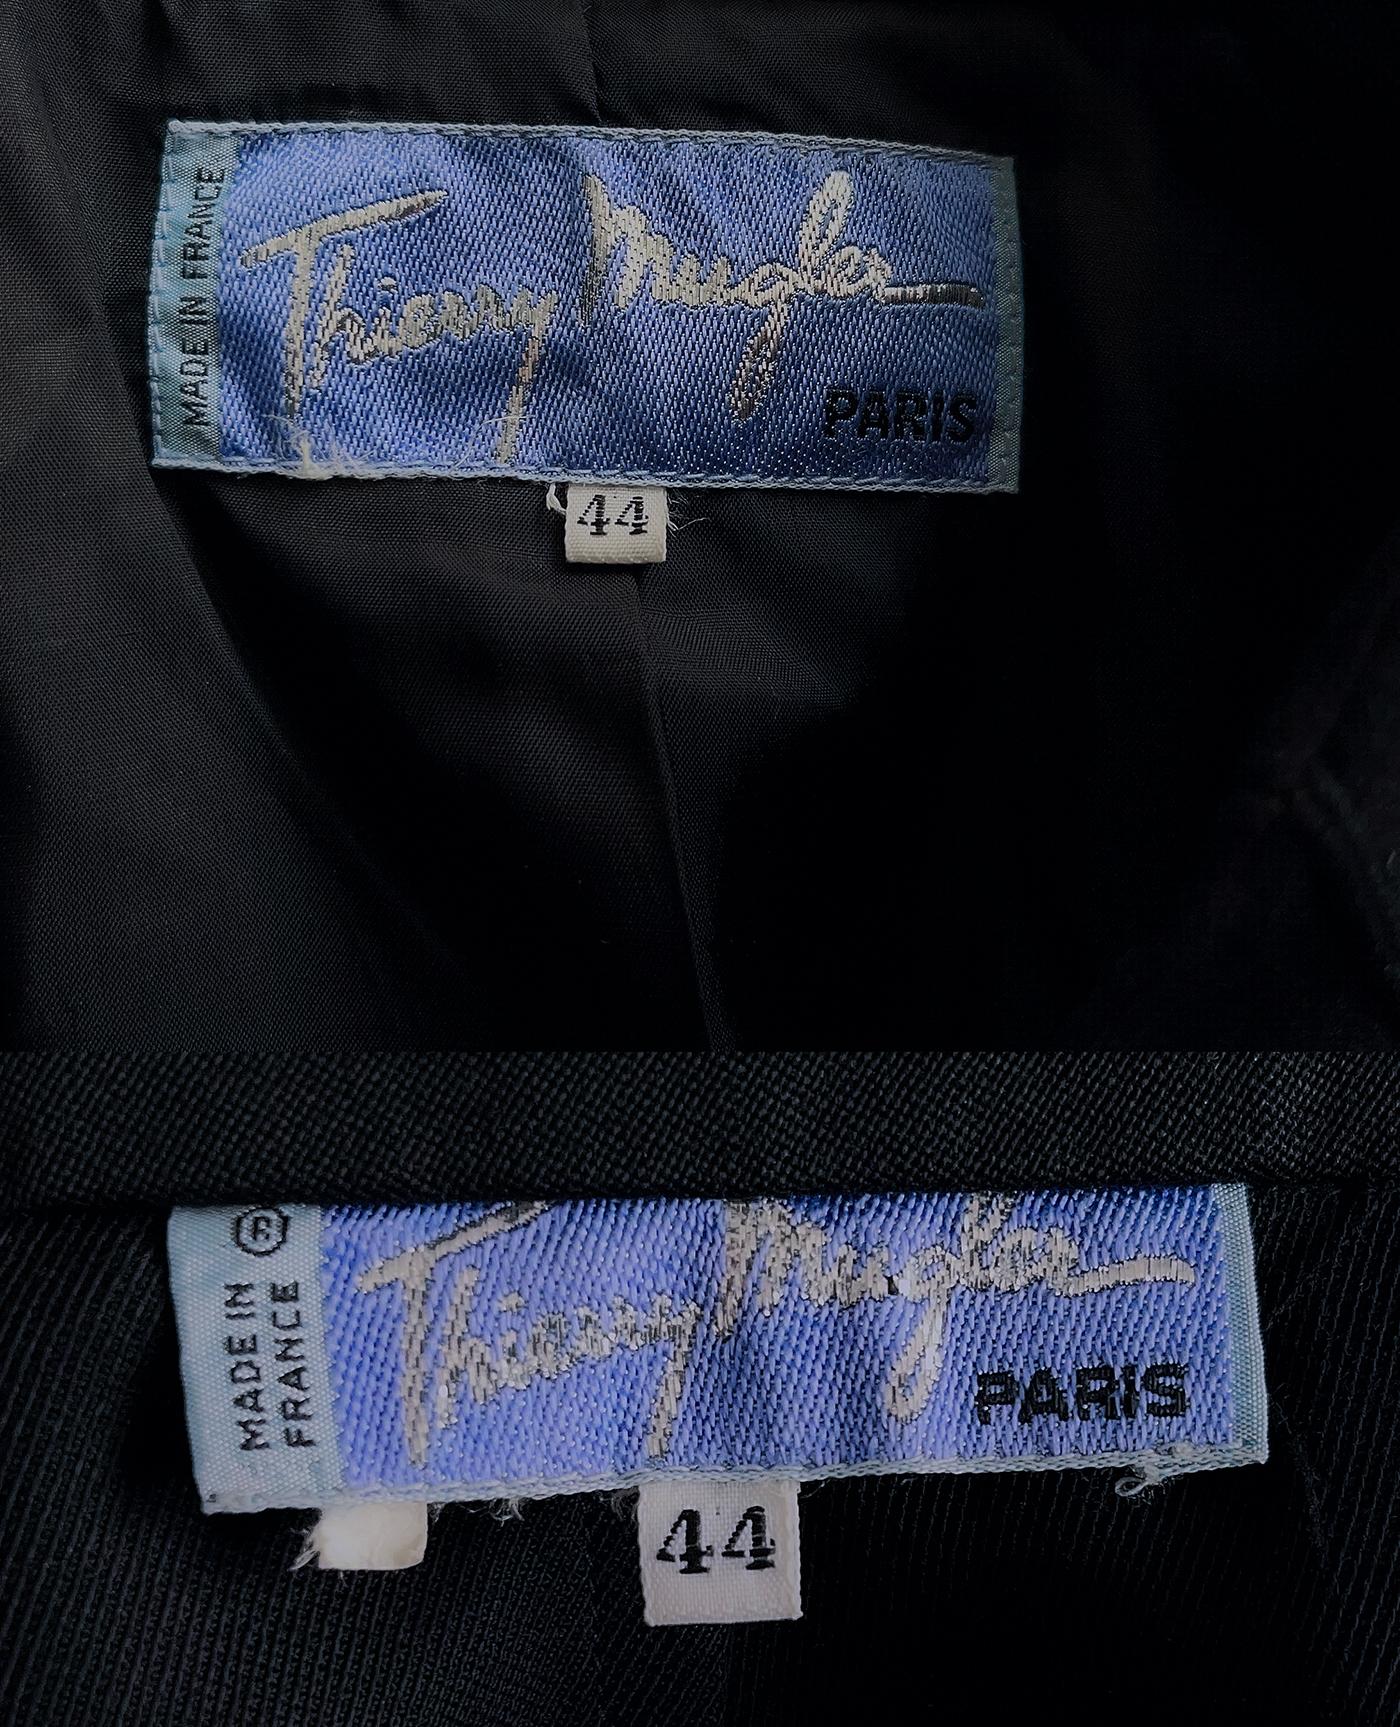 MADE IN FRANCE
Thierry Mugler
PARIS
44
®
MADE IN
FRANCE
Thierry Mugler
PARIS
44